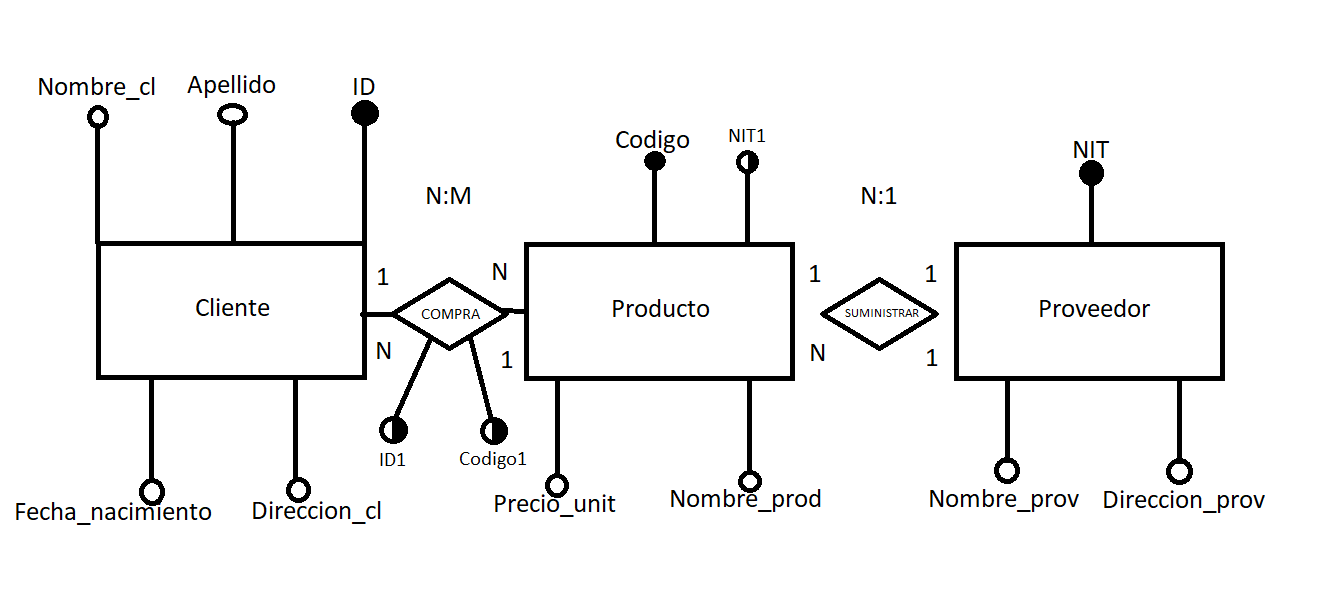 Nombre_cl
Apellido
ID
Codigo
NIT1
NIT
N:M
N:1
Cliente
1
COMPRA
N
N
1
Producto
1
SUMINISTRAR
1
N
1
Proveedor
ID1
Codigo1
Fecha_nacimiento
Direccion_cl
Precio_unit
Nombre_prod
Nombre_prov
Direccion_prov